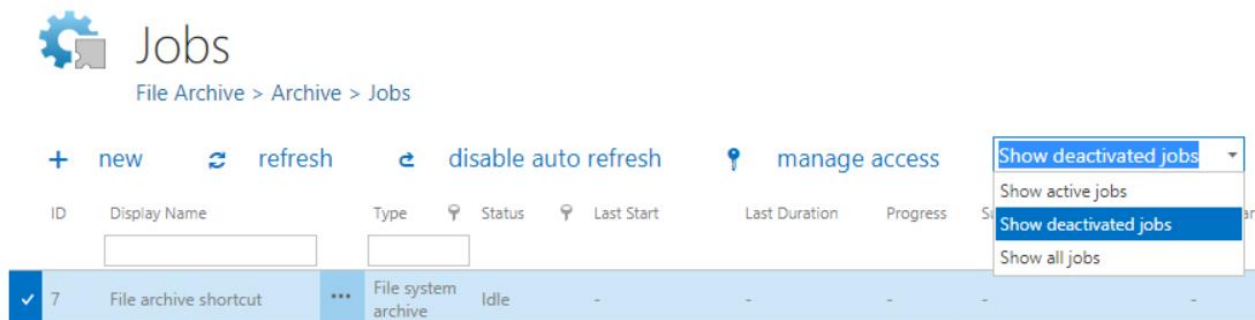 Jobs
File Archive > Archive > Jobs
new refresh disable auto refresh manage access Show deactivated jobs
Show active jobs
ID Display Name Type Status Last Start Last Duration Progress
Show deactivated jobs
Show all jobs
7 File archive shortcut ... File system archive Idle - - - - -